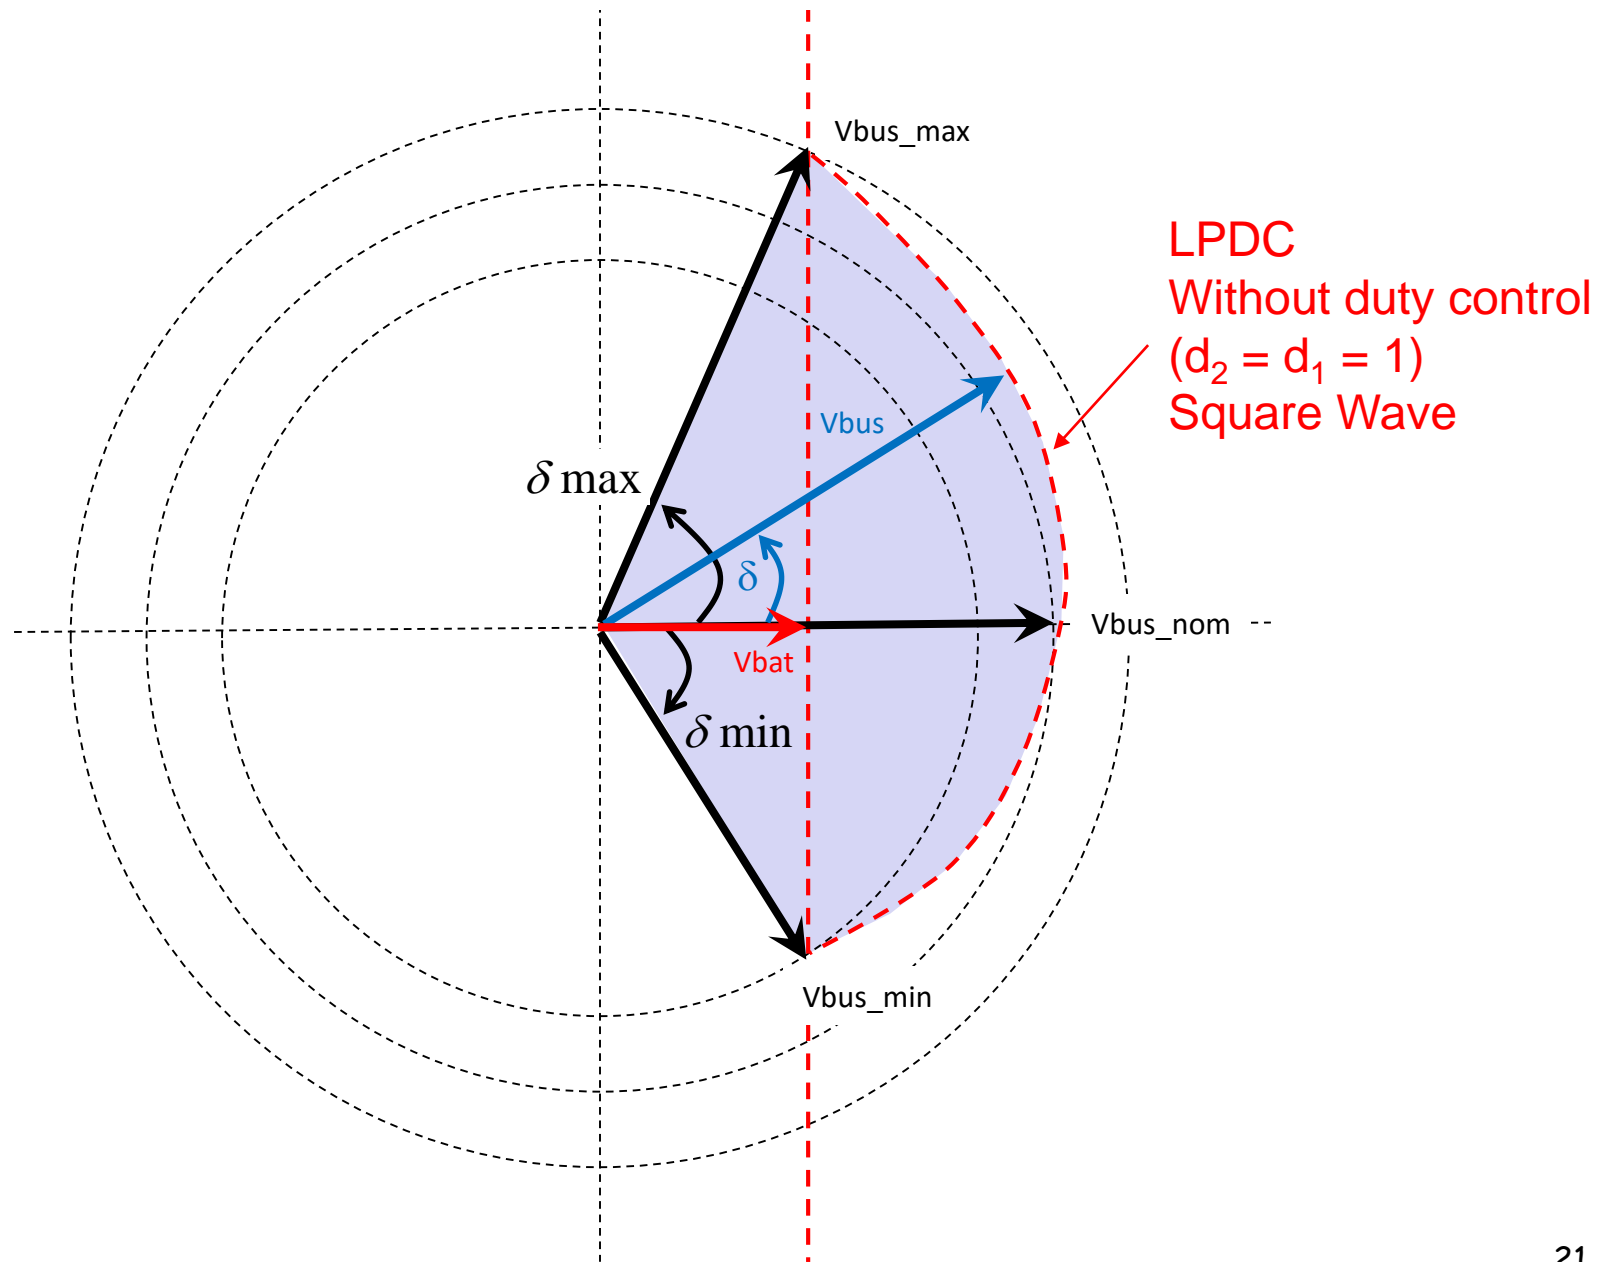 Vbus_max
LPDC
Without duty control
(d₂ = d₁ = 1)
Square Wave
Vbus
δ max
δ
Vbus_nom
Vbat
δ min
Vbus_min
21